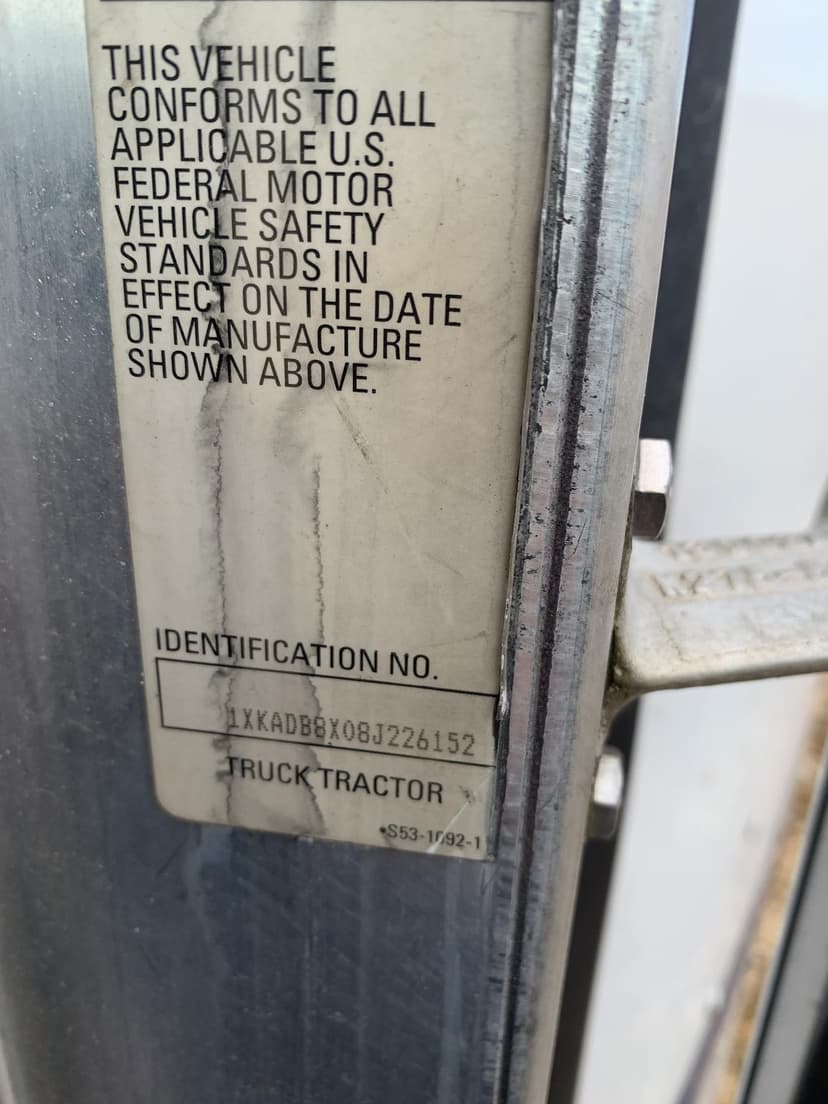 THIS VEHICLE
CONFORMS TO ALL
APPLICABLE U.S.
FEDERAL MOTOR
VEHICLE SAFETY
STANDARDS IN
EFFECT ON THE DATE
OF MANUFACTURE
SHOWN ABOVE.
IDENTIFICATION NO.
1XKADB8X08J226152
TRUCK TRACTOR
•S53-1092-1